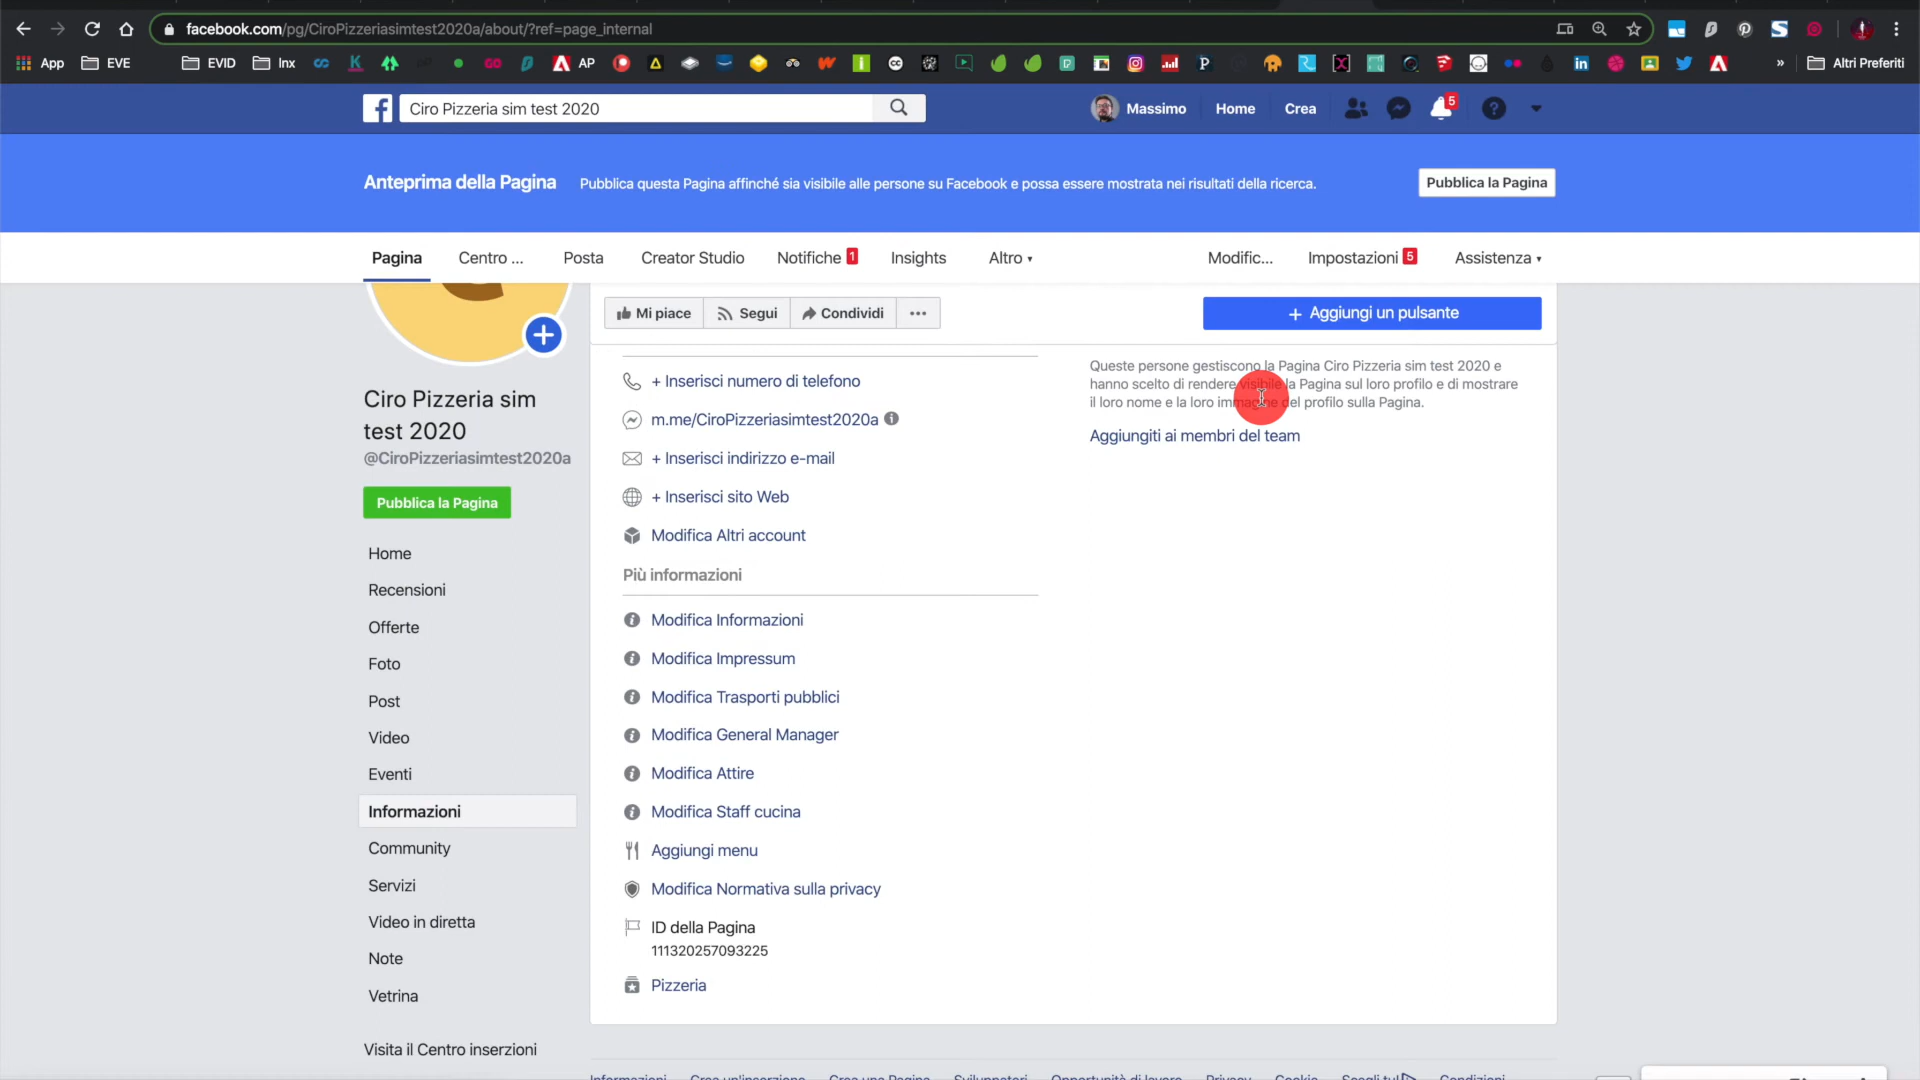 facebook.com/pg/CiroPizzeriasimtest2020a/about/?ref=page_internal
App EVE EVID Inx AP Altri Preferiti
Ciro Pizzeria sim test 2020
Massimo Home Crea 5
Anteprima della Pagina Pubblica questa Pagina affinché sia visibile alle persone su Facebook e possa essere mostrata nei risultati della ricerca. Pubblica la Pagina
Pagina Centro ... Posta Creator Studio Notifiche 1 Insights Altro Modific... Impostazioni 5 Assistenza
Mi piace Segui Condividi ... + Aggiungi un pulsante
Ciro Pizzeria sim
test 2020
@CiroPizzeriasimtest2020a
Pubblica la Pagina
Home
Recensioni
Offerte
Foto
Post
Video
Eventi
Informazioni
Community
Servizi
Video in diretta
Note
Vetrina
Visita il Centro inserzioni
+ Inserisci numero di telefono
m.me/CiroPizzeriasimtest2020a
+ Inserisci indirizzo e-mail
+ Inserisci sito Web
Modifica Altri account
Più informazioni
Modifica Informazioni
Modifica Impressum
Modifica Trasporti pubblici
Modifica General Manager
Modifica Attire
Modifica Staff cucina
Aggiungi menu
Modifica Normativa sulla privacy
ID della Pagina
111320257093225
Pizzeria
Queste persone gestiscono la Pagina Ciro Pizzeria sim test 2020 e
hanno scelto di rendere visibile la Pagina sul loro profilo e di mostrare
il loro nome e la loro immagine del profilo sulla Pagina.
Aggiungiti ai membri del team